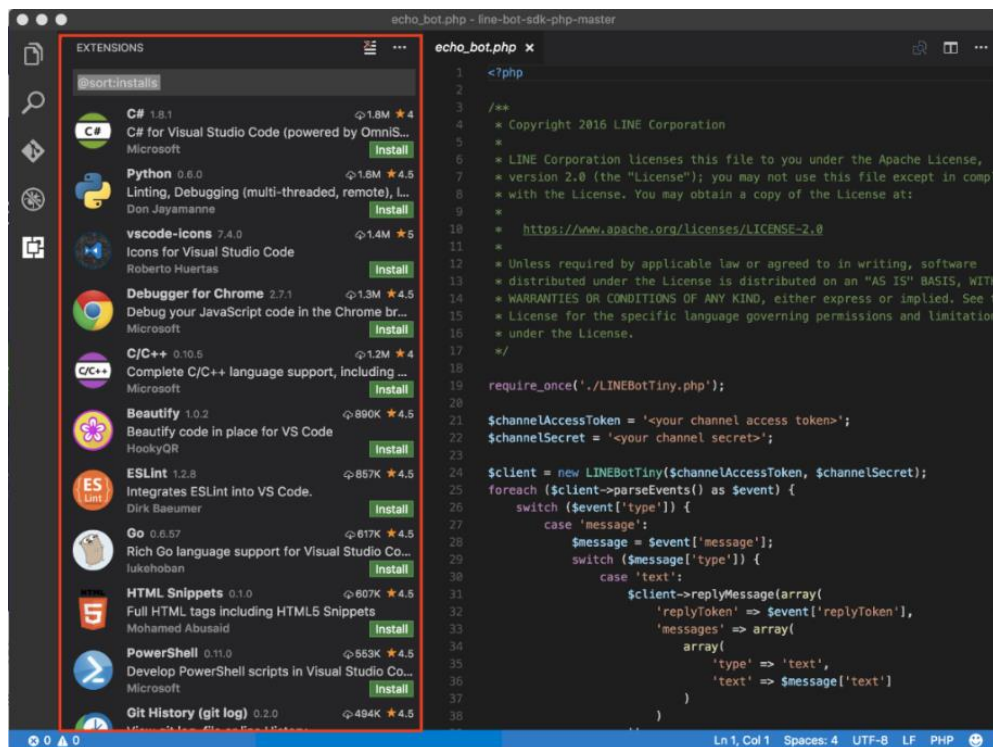 echo_bot.php - line-bot-sdk-php-master
EXTENSIONS
@sort:installs
C# 1.8.1 1.8M ★4
C# for Visual Studio Code (powered by OmniS...
Microsoft Install
Python 0.6.0 1.6M ★4.5
Linting, Debugging (multi-threaded, remote), I...
Don Jayamanne Install
vscode-icons 7.4.0 1.4M ★5
Icons for Visual Studio Code
Roberto Huertas Install
Debugger for Chrome 2.7.1 1.3M ★4.5
Debug your JavaScript code in the Chrome br...
Microsoft Install
C/C++ 0.10.5 1.2M ★4
C/C++
Complete C/C++ language support, including ...
Microsoft Install
Beautify 1.0.2 890K ★4.5
Beautify code in place for VS Code
HookyQR Install
ESLint 1.2.8 857K ★4.5
ES
Lint
Integrates ESLint into VS Code.
Dirk Baeumer Install
Go 0.6.57 617K ★4.5
Rich Go language support for Visual Studio Co...
lukehoban Install
HTML Snippets 0.1.0 607K ★4.5
HTML
5
Full HTML tags including HTML5 Snippets
Mohamed Abusaid Install
PowerShell 0.11.0 553K ★4.5
Develop PowerShell scripts in Visual Studio Co...
Microsoft Install
Git History (git log) 0.2.0 494K ★4.5
echo_bot.php ×
1 <?php
2
3 /**
4 * Copyright 2016 LINE Corporation
5 *
6 * LINE Corporation licenses this file to you under the Apache License,
7 * version 2.0 (the "License"); you may not use this file except in compl
8 * with the License. You may obtain a copy of the License at:
9 *
10 * https://www.apache.org/licenses/LICENSE-2.0
11 *
12 * Unless required by applicable law or agreed to in writing, software
13 * distributed under the License is distributed on an "AS IS" BASIS, WITH
14 * WARRANTIES OR CONDITIONS OF ANY KIND, either express or implied. See t
15 * License for the specific language governing permissions and limitation
16 * under the License.
17 */
18
19 require_once('./LINEBotTiny.php');
20
21 $channelAccessToken = '<your channel access token>';
22 $channelSecret = '<your channel secret>';
23
24 $client = new LINEBotTiny($channelAccessToken, $channelSecret);
25 foreach ($client->parseEvents() as $event) {
26 switch ($event['type']) {
27 case 'message':
28 $message = $event['message'];
29 switch ($message['type']) {
30 case 'text':
31 $client->replyMessage(array(
32 'replyToken' => $event['replyToken'],
33 'messages' => array(
34 array(
35 'type' => 'text',
36 'text' => $message['text']
37 )
38 )
0 0 Ln 1, Col 1 Spaces: 4 UTF-8 LF PHP